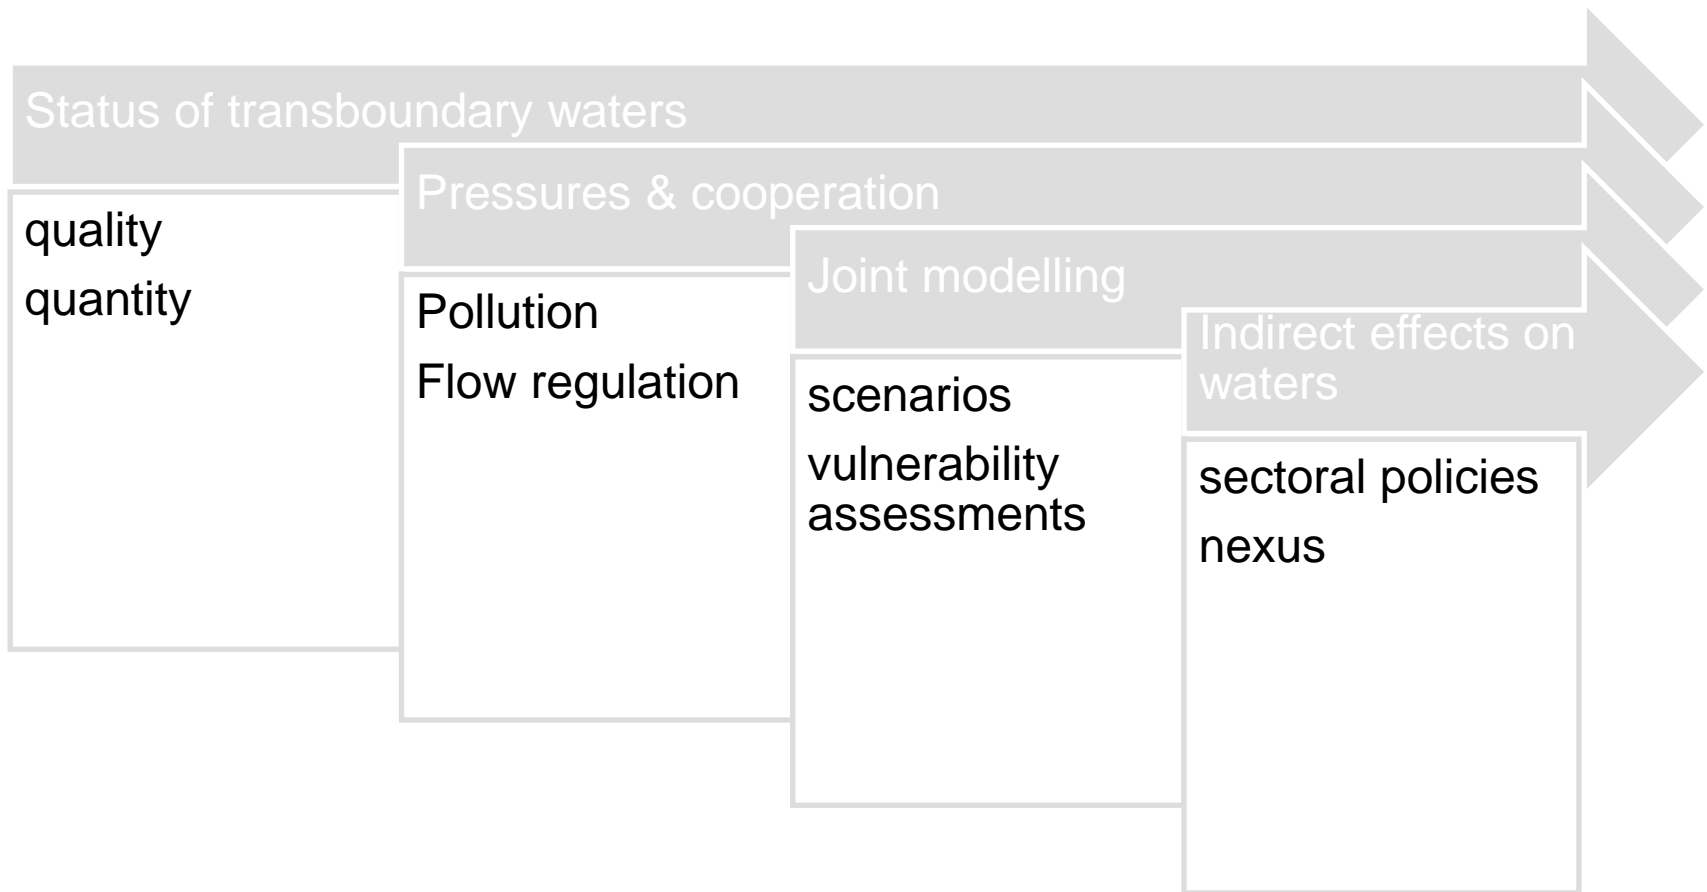 Status of transboundary waters
quality
quantity
Pressures & cooperation
Pollution
Flow regulation
Joint modelling
scenarios
vulnerability
assessments
Indirect effects on
waters
sectoral policies
nexus